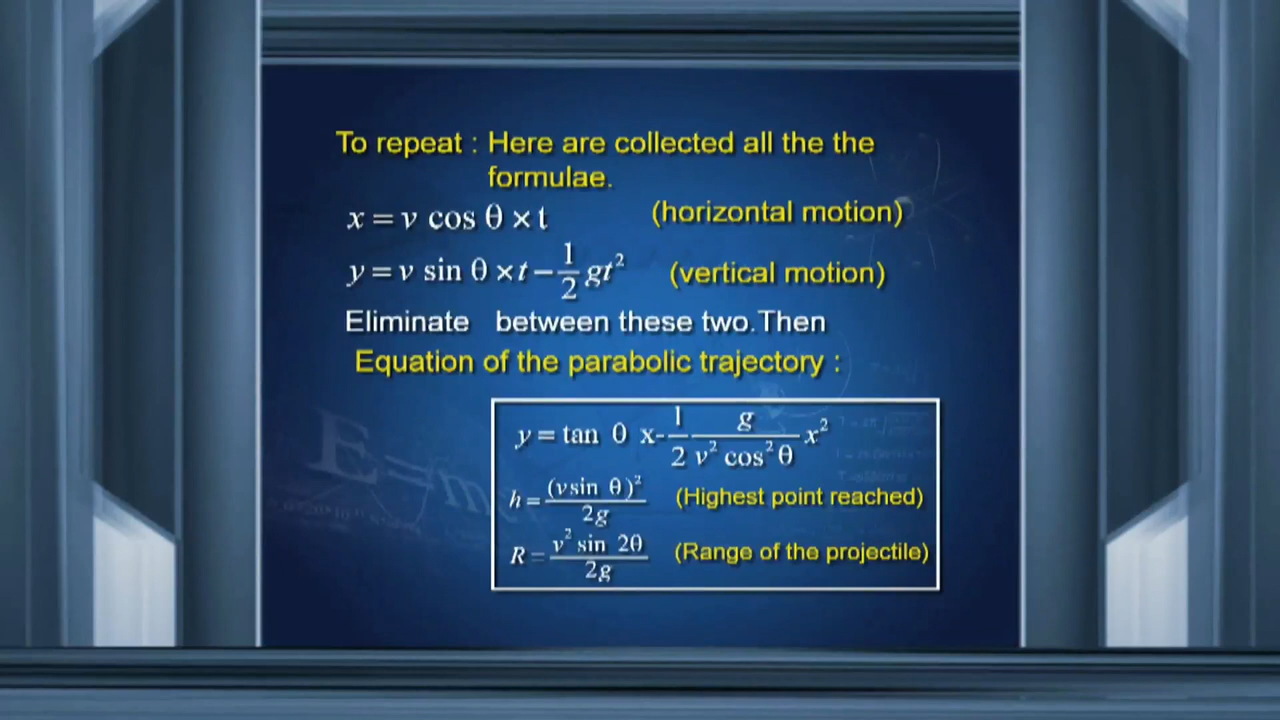 To repeat : Here are collected all the the
formulae.
x = v cos θ × t (horizontal motion)
y = v sin θ × t − 1/2 gt² (vertical motion)
Eliminate between these two. Then
Equation of the parabolic trajectory :
y = tan θ x- 1/2 g/(v² cos² θ) x²
h = (v sin θ)²/2g (Highest point reached)
R = v² sin 2θ/2g (Range of the projectile)
E=m